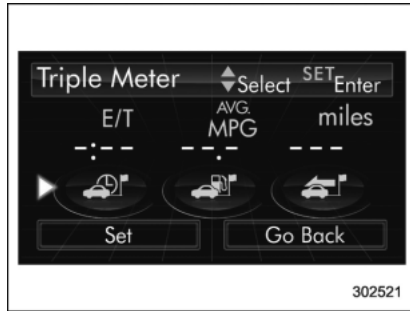 Triple Meter Select SET Enter
E/T AVG. MPG miles
--:-- --.- ---
Set Go Back
302521